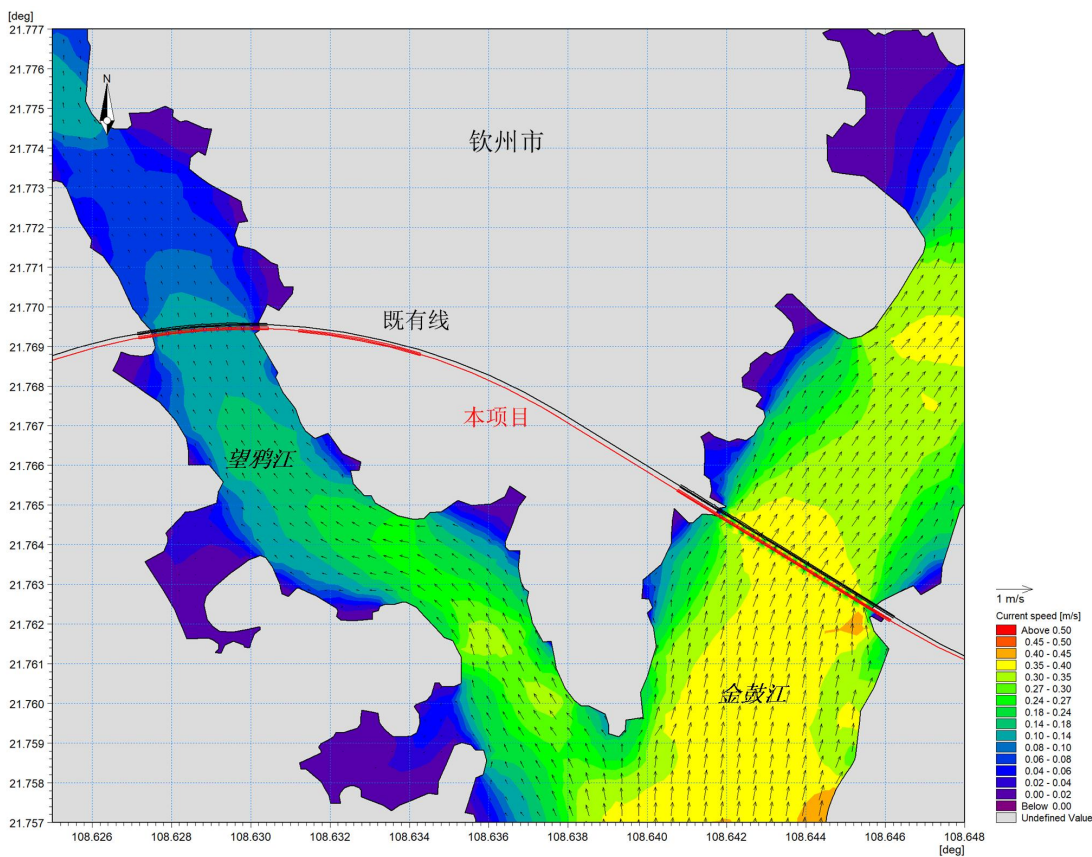 [deg]
21.777
21.776
21.775
21.774
21.773
21.772
21.771
21.770
21.769
21.768
21.767
21.766
21.765
21.764
21.763
21.762
21.761
21.760
21.759
21.758
21.757
N
钦州市
既有线
本项目
望鸦江
金鼓江
108.626 108.628 108.630 108.632 108.634 108.636 108.638 108.640 108.642 108.644 108.646 108.648
[deg]
1 m/s
Current speed [m/s]
Above 0.50
0.45 - 0.50
0.40 - 0.45
0.35 - 0.40
0.30 - 0.35
0.27 - 0.30
0.24 - 0.27
0.18 - 0.24
0.14 - 0.18
0.10 - 0.14
0.08 - 0.10
0.06 - 0.08
0.04 - 0.06
0.02 - 0.04
0.00 - 0.02
Below 0.00
Undefined Value